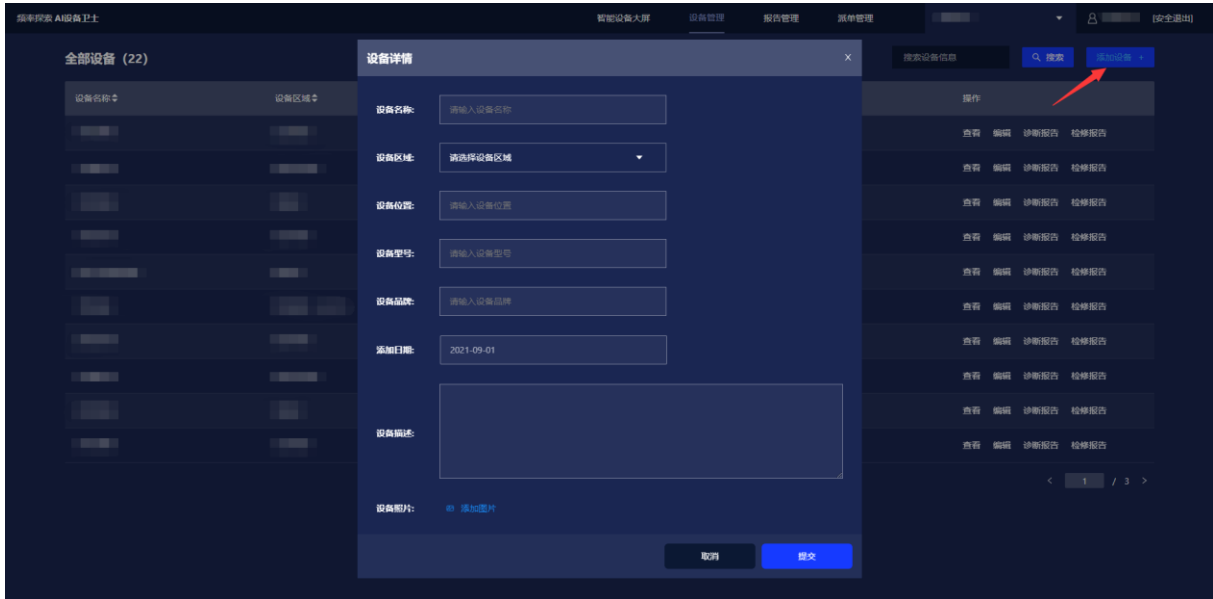 频率探索 AI设备卫士
智能设备大屏 设备管理 报告管理 派单管理 [安全退出]
全部设备（22） 设备详情 X 搜索设备信息 搜索 添加设备 +
设备名称 设备区域 操作
设备名称: 请输入设备名称
查看 编辑 诊断报告 检修报告
设备区域: 请选择设备区域
查看 编辑 诊断报告 检修报告
设备位置: 请输入设备位置
查看 编辑 诊断报告 检修报告
查看 编辑 诊断报告 检修报告
设备型号: 请输入设备型号
查看 编辑 诊断报告 检修报告
设备品牌: 请输入设备品牌
查看 编辑 诊断报告 检修报告
添加日期: 2021-09-01
查看 编辑 诊断报告 检修报告
查看 编辑 诊断报告 检修报告
查看 编辑 诊断报告 检修报告
设备描述:
查看 编辑 诊断报告 检修报告
< 1 / 3 >
设备照片: 添加图片
取消 提交